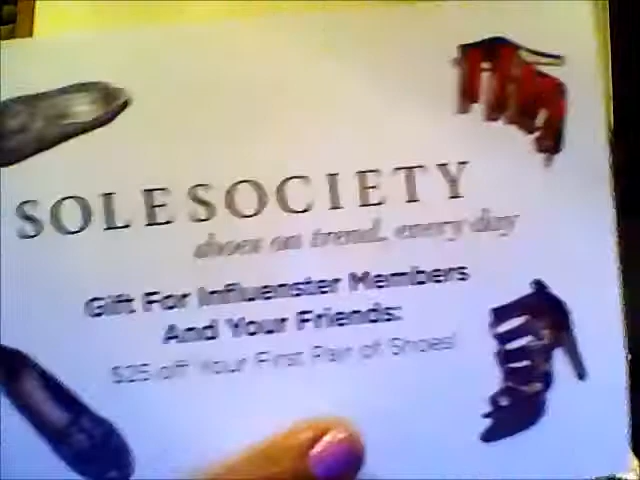 SOLESOCIETY
shoes on trend, every day
Gift For Influenster Members
And Your Friends:
$25 off Your First Pair of Shoes!